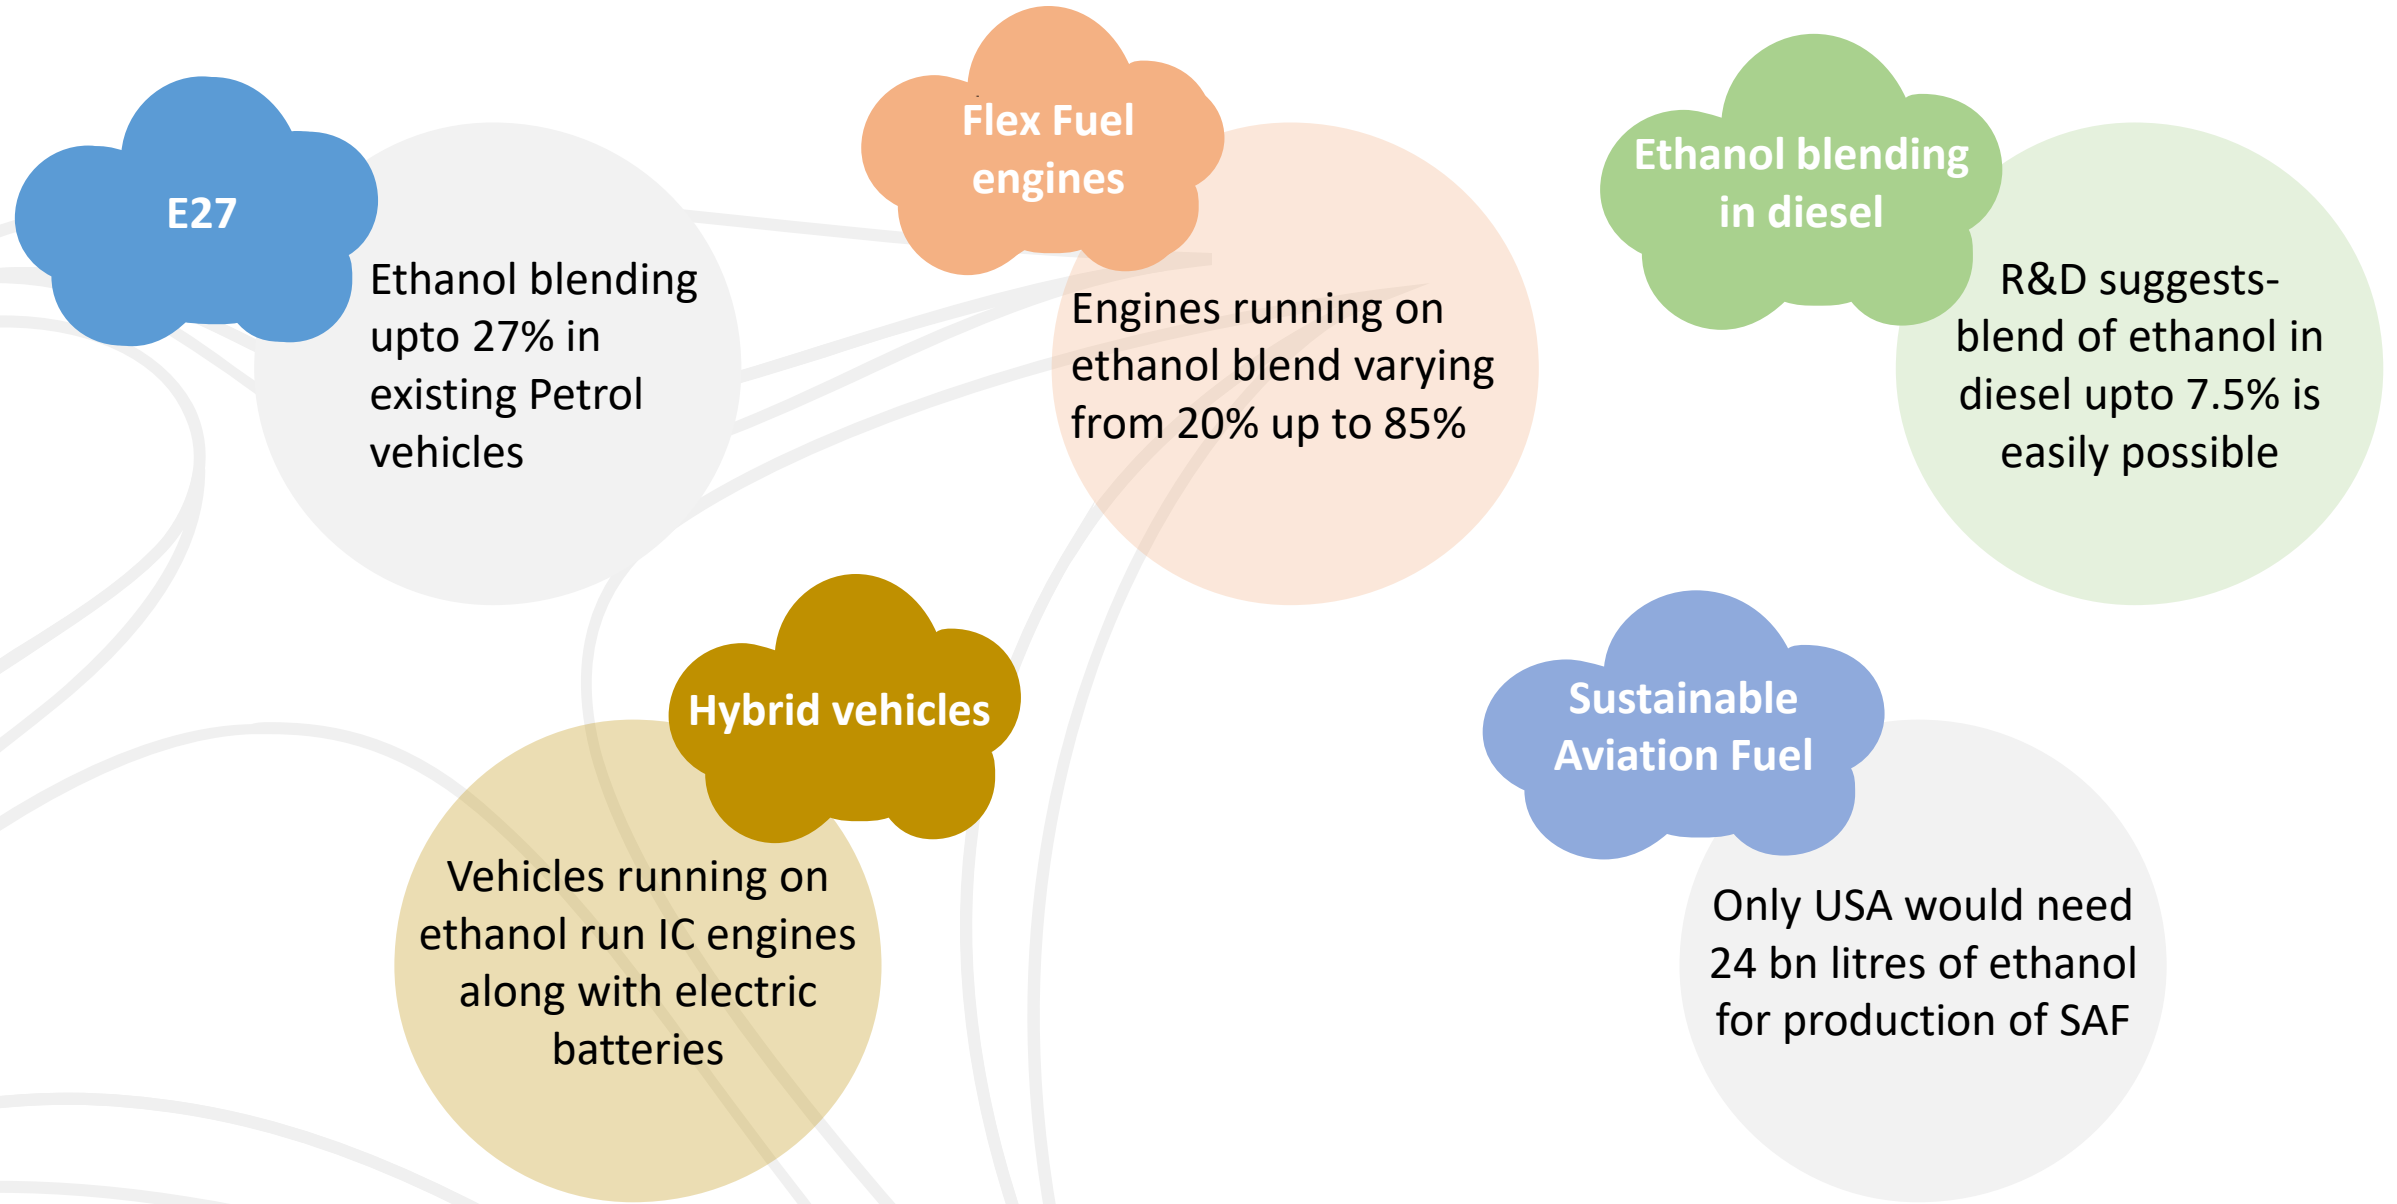 E27
Ethanol blending
upto 27% in
existing Petrol
vehicles
Flex Fuel
engines
Engines running on
ethanol blend varying
from 20% up to 85%
Ethanol blending
in diesel
R&D suggests-
blend of ethanol in
diesel upto 7.5% is
easily possible
Hybrid vehicles
Vehicles running on
ethanol run IC engines
along with electric
batteries
Sustainable
Aviation Fuel
Only USA would need
24 bn litres of ethanol
for production of SAF